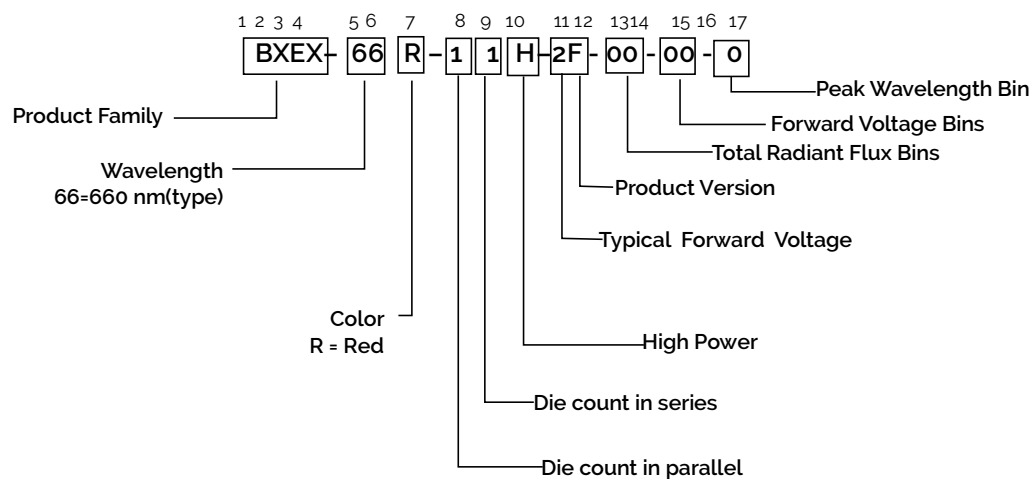 1 2 3 4 5 6 7 8 9 10 11 12 1314 15 16 17
BXEX- 66 R - 1 1 H -2F- 00 - 00 - 0
Peak Wavelength Bin
Product Family
Forward Voltage Bins
Total Radiant Flux Bins
Wavelength
66=660 nm(type)
Product Version
Typical Forward Voltage
Color
R = Red
High Power
Die count in series
Die count in parallel